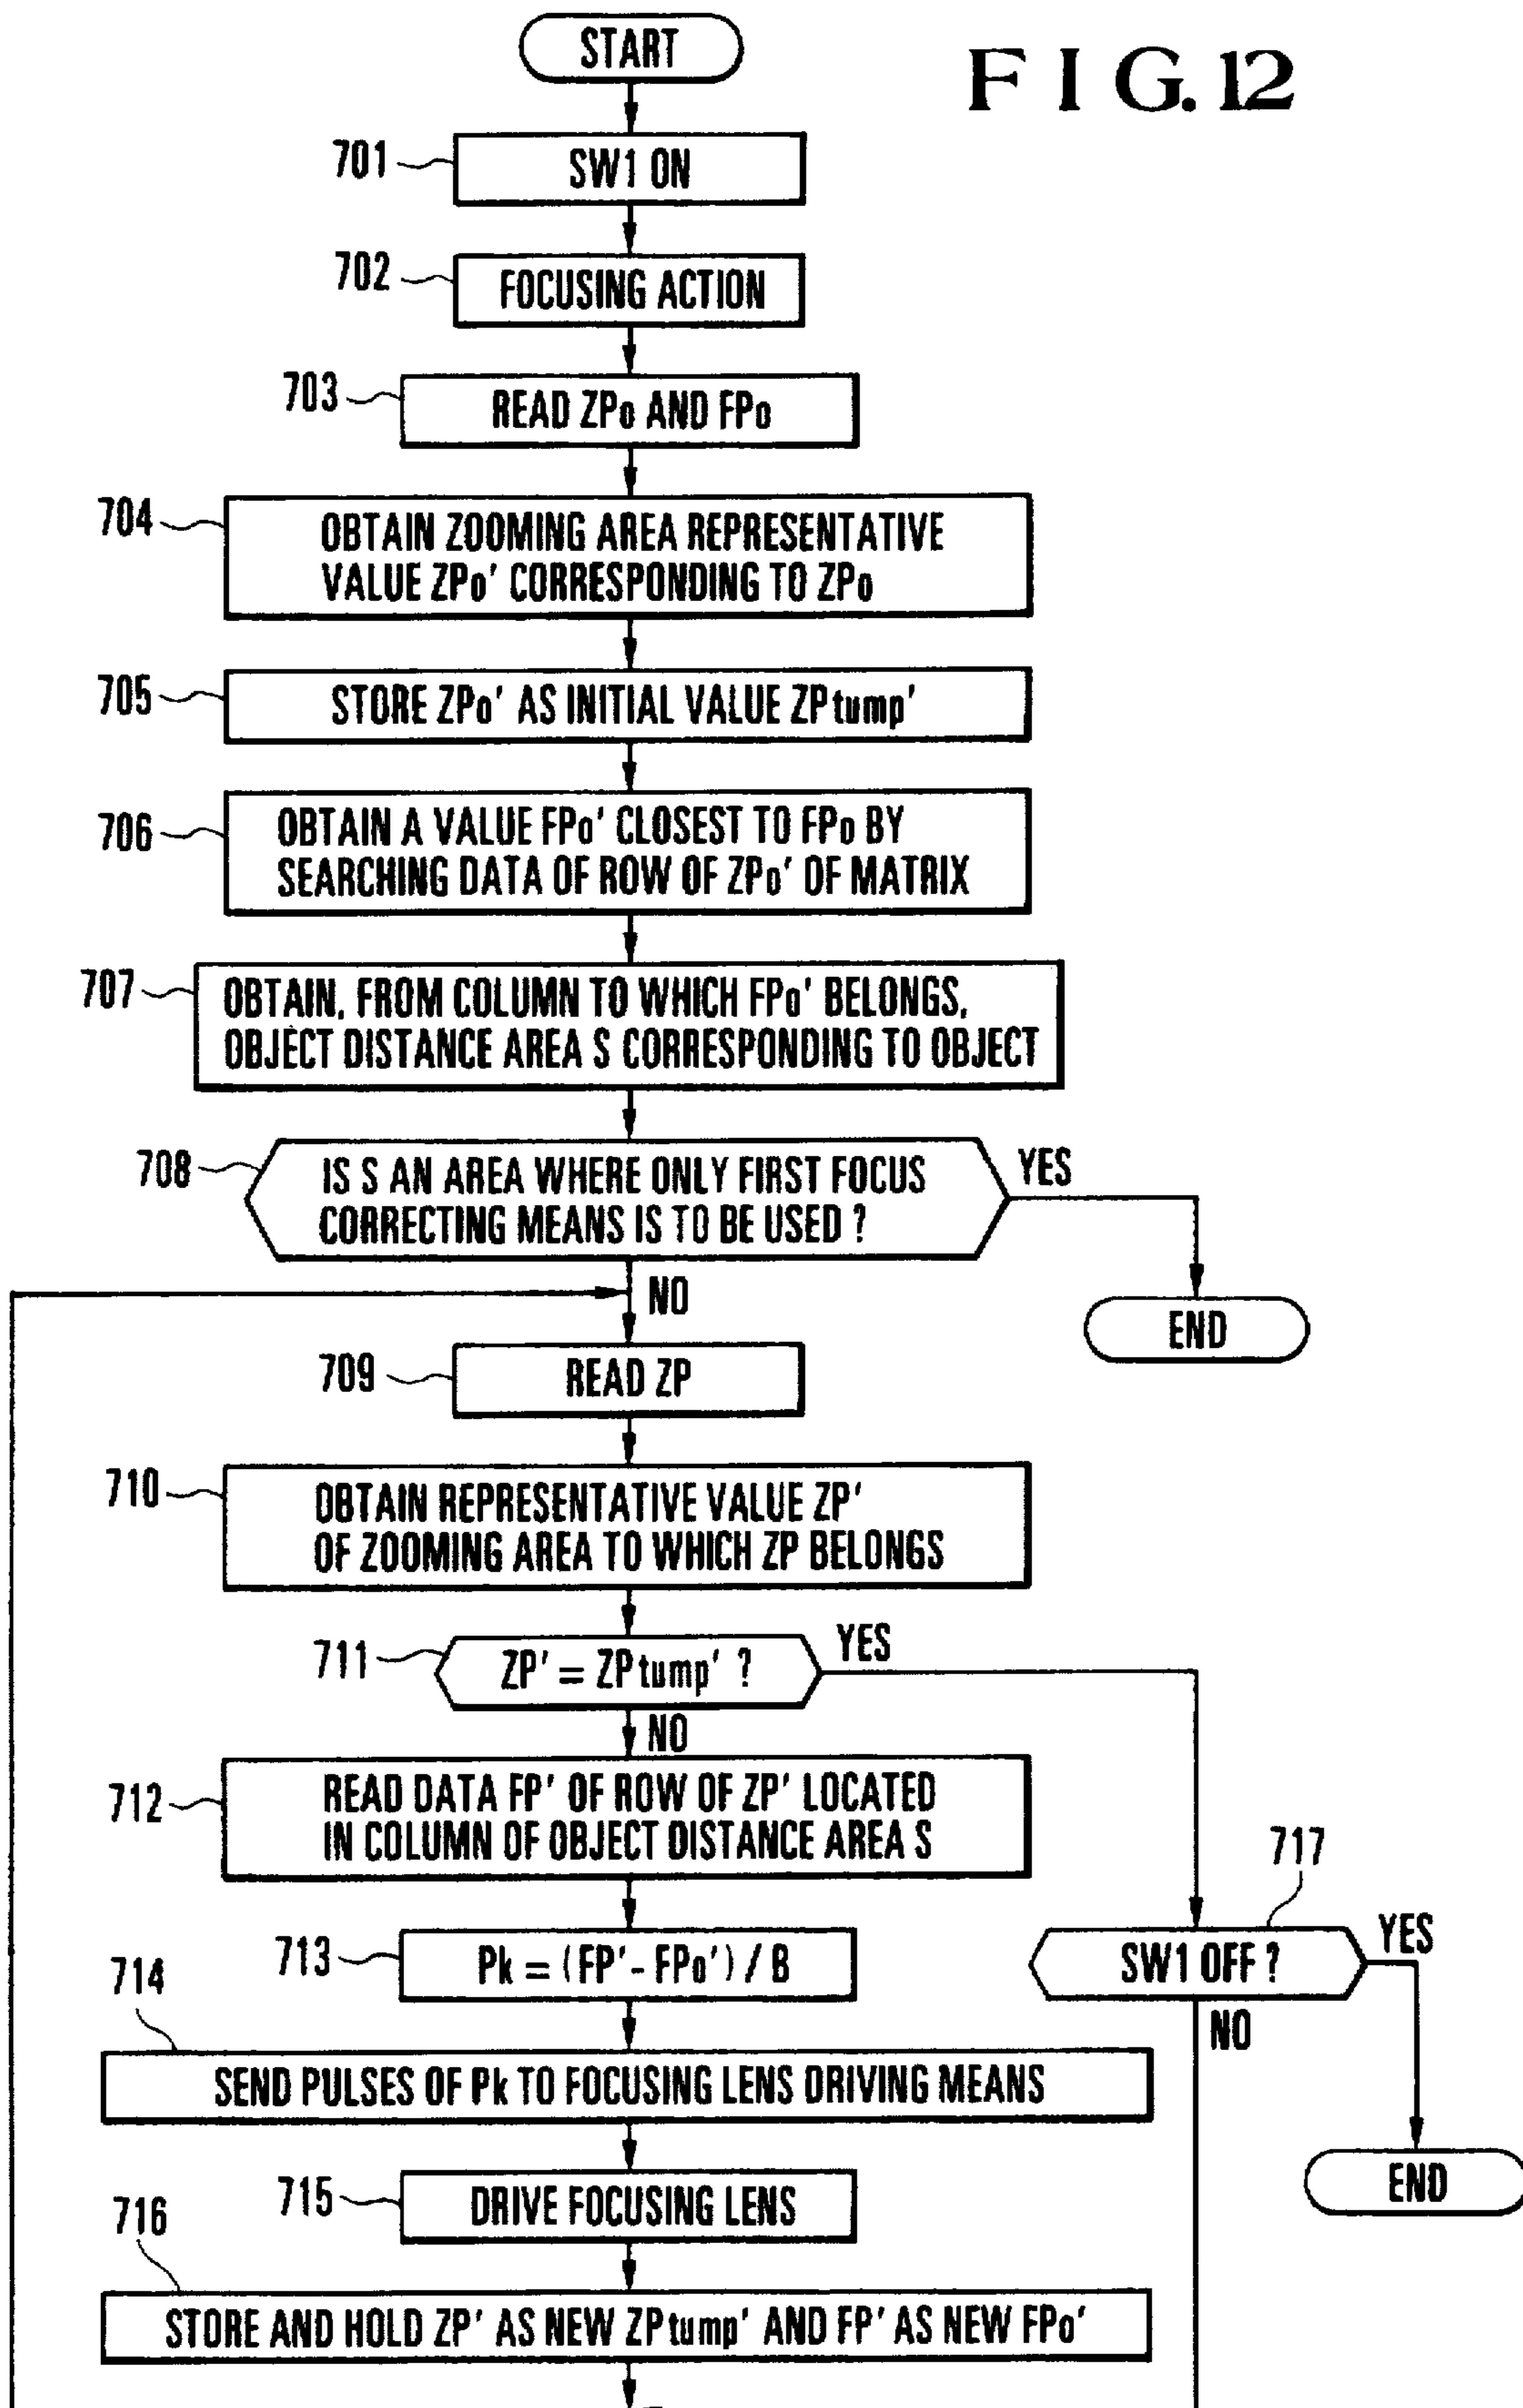 START
FIG.12
701
SW1 ON
702
FOCUSING ACTION
703
READ ZPo AND FPo
704
OBTAIN ZOOMING AREA REPRESENTATIVE
VALUE ZPo' CORRESPONDING TO ZPo
705
STORE ZPo' AS INITIAL VALUE ZPtump'
706
OBTAIN A VALUE FPo' CLOSEST TO FPo BY
SEARCHING DATA OF ROW OF ZPo' OF MATRIX
707
OBTAIN, FROM COLUMN TO WHICH FPo' BELONGS,
OBJECT DISTANCE AREA S CORRESPONDING TO OBJECT
708
IS S AN AREA WHERE ONLY FIRST FOCUS
CORRECTING MEANS IS TO BE USED ?
YES
NO
END
709
READ ZP
710
OBTAIN REPRESENTATIVE VALUE ZP'
OF ZOOMING AREA TO WHICH ZP BELONGS
711
ZP' = ZPtump' ?
YES
NO
712
READ DATA FP' OF ROW OF ZP' LOCATED
IN COLUMN OF OBJECT DISTANCE AREA S
717
713
Pk = (FP' - FPo') / B
SW1 OFF ?
YES
NO
714
SEND PULSES OF Pk TO FOCUSING LENS DRIVING MEANS
715
DRIVE FOCUSING LENS
END
716
STORE AND HOLD ZP' AS NEW ZPtump' AND FP' AS NEW FPo'